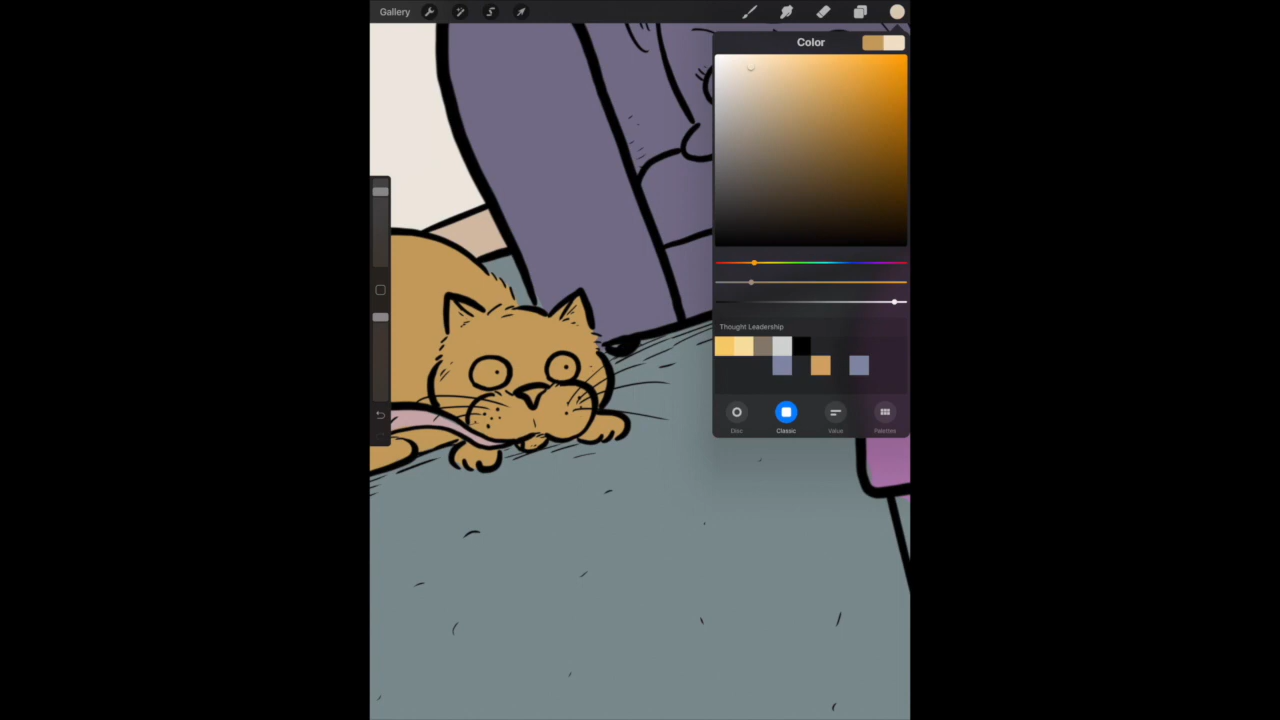 Gallery
Color
Thought Leadership
Disc
Classic
Value
Palettes